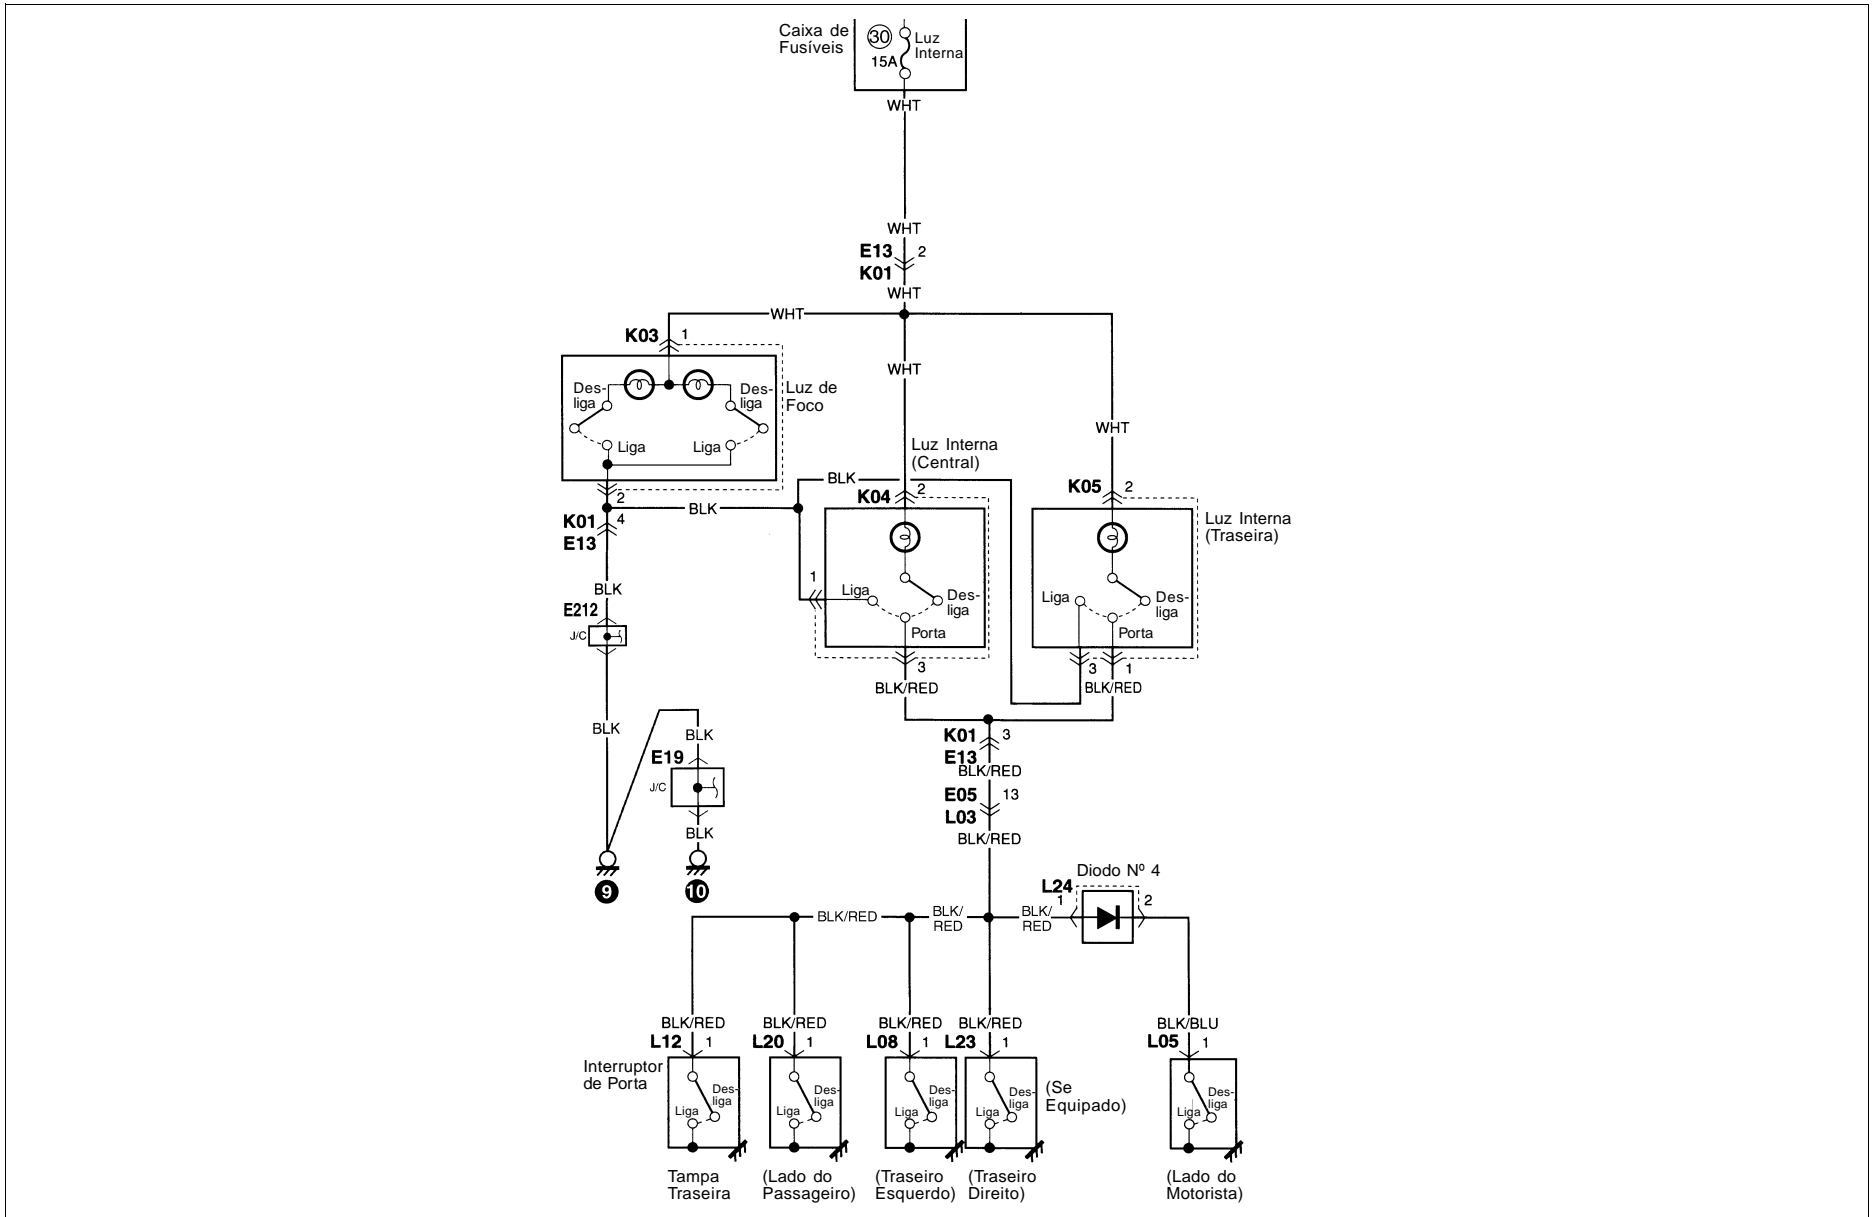 Caixa de
Fusíveis
30
15A
Luz
Interna
WHT
WHT
E13
2
K01
WHT
WHT
K03
1
WHT
Des-
liga
Des-
liga
Luz de
Foco
Liga
Liga
WHT
Luz Interna
(Central)
BLK
2
K04
2
K05
2
BLK
K01
4
E13
Luz Interna
(Traseira)
1
BLK
Liga
Des-
liga
Porta
Liga
Des-
liga
Porta
E212
J/C
3
3
1
BLK/RED
BLK/RED
BLK
BLK
K01
3
E13
BLK/RED
E19
J/C
E05
13
L03
BLK
BLK/RED
9
10
Diodo Nº 4
L24
1
2
BLK/RED
BLK/
RED
BLK/
RED
BLK/RED
BLK/RED
BLK/RED
BLK/RED
BLK/BLU
L12
1
L20
1
L08
1
L23
1
L05
1
Interruptor
de Porta
Des-
liga
Liga
Des-
liga
Liga
Des-
liga
Liga
Des-
liga
Liga
(Se
Equipado)
Des-
liga
Liga
Tampa
Traseira
(Lado do
Passageiro)
(Traseiro
Esquerdo)
(Traseiro
Direito)
(Lado do
Motorista)